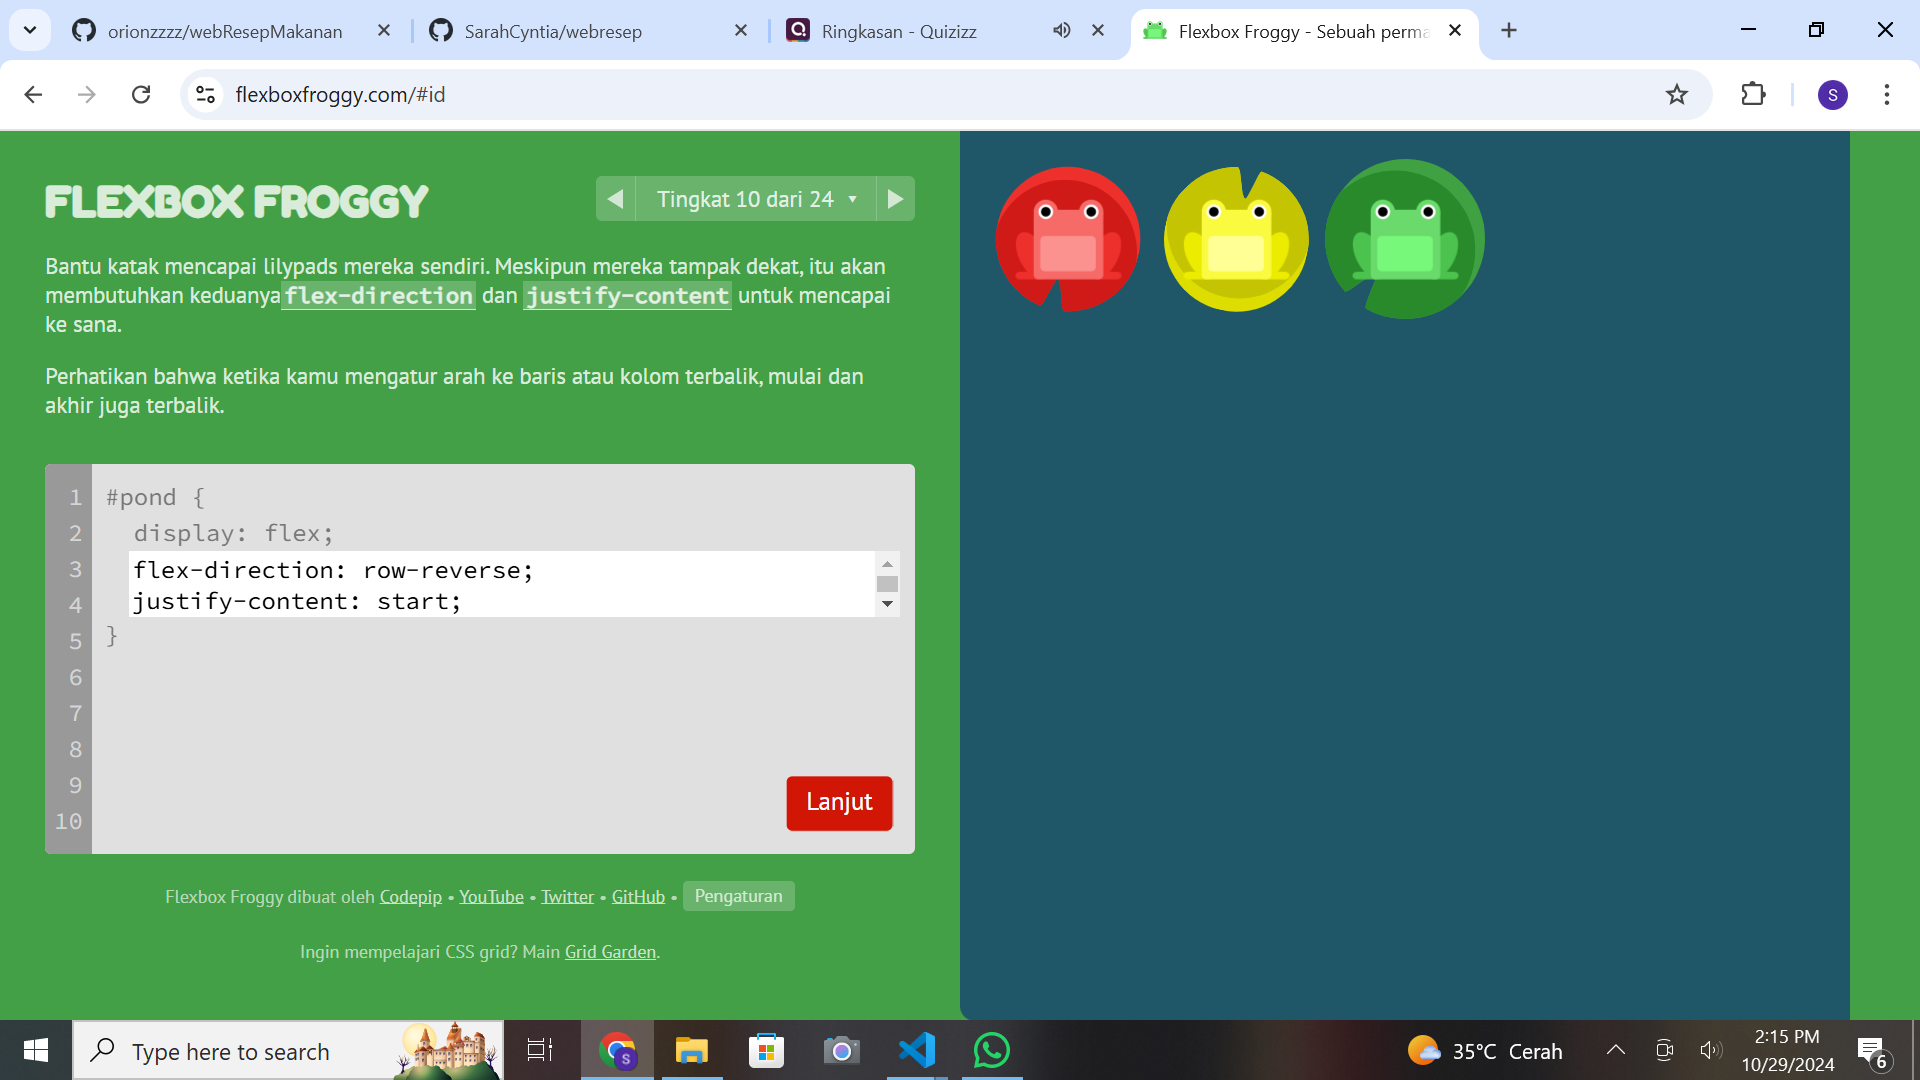 orionzzzz/webResepMakanan
SarahCyntia/webresep
Ringkasan - Quizizz
Flexbox Froggy - Sebuah perma
flexboxfroggy.com/#id
S
FLEXBOX FROGGY
Tingkat 10 dari 24
Bantu katak mencapai lilypads mereka sendiri. Meskipun mereka tampak dekat, itu akan
membutuhkan keduanya flex-direction dan justify-content untuk mencapai
ke sana.
Perhatikan bahwa ketika kamu mengatur arah ke baris atau kolom terbalik, mulai dan
akhir juga terbalik.
1 #pond {
2 display: flex;
3 flex-direction: row-reverse;
4 justify-content: start;
5 }
6
7
8
9
10
Lanjut
Flexbox Froggy dibuat oleh Codepip • YouTube • Twitter • GitHub • Pengaturan
Ingin mempelajari CSS grid? Main Grid Garden.
Type here to search
S
35°C Cerah
2:15 PM
10/29/2024
6